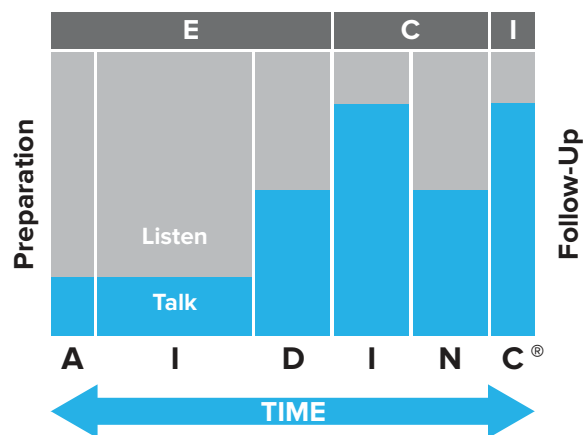 E C I
Preparation
Listen
Talk
Follow-Up
A I D I N C®
TIME